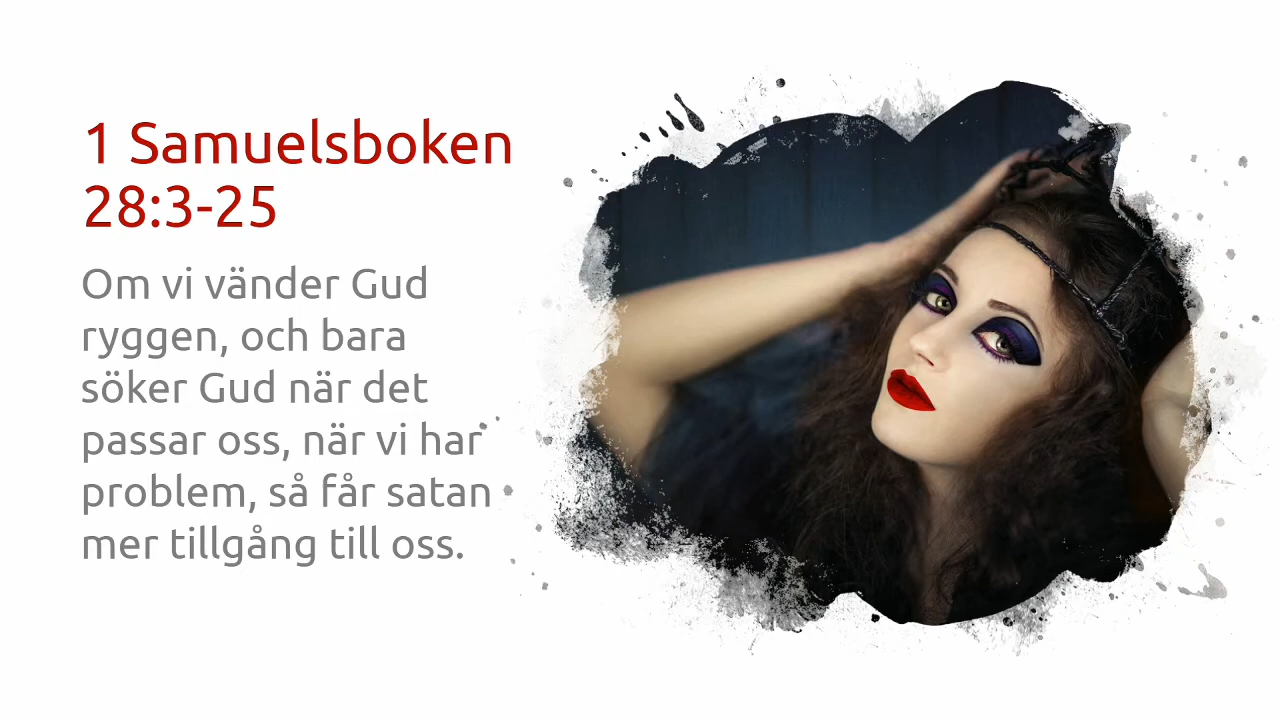 1 Samuelsboken
28:3-25
Om vi vänder Gud
ryggen, och bara
söker Gud när det
passar oss, när vi har
problem, så får satan
mer tillgång till oss.